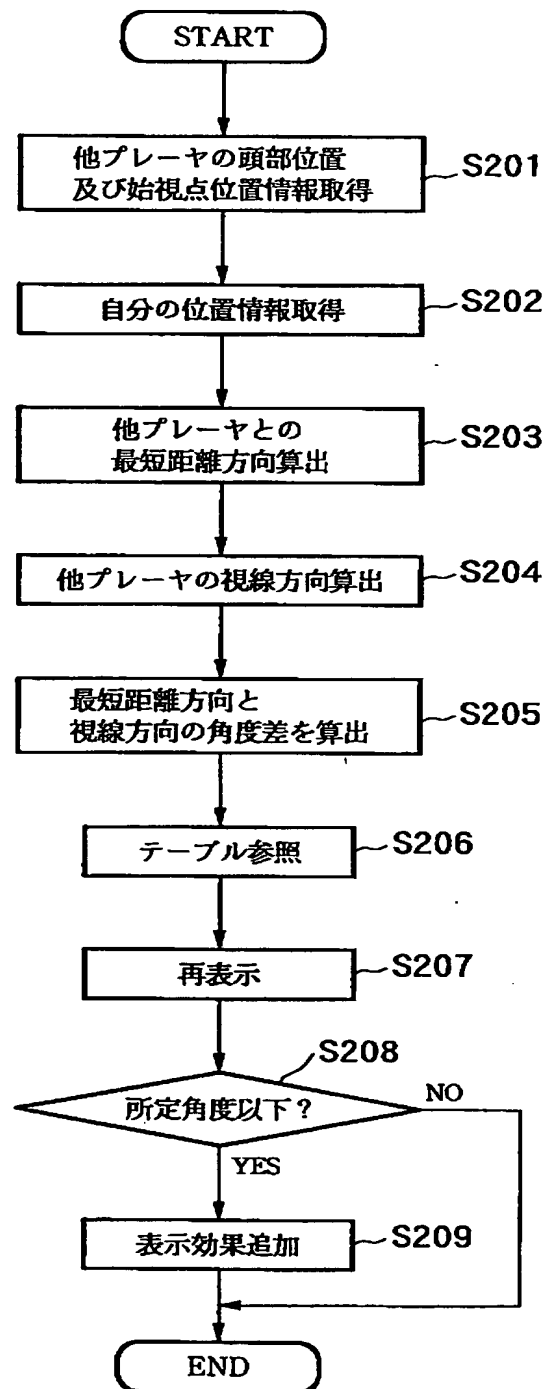 START
他プレーヤの頭部位置
及び始視点位置情報取得
S201
自分の位置情報取得
S202
他プレーヤとの
最短距離方向算出
S203
他プレーヤの視線方向算出
S204
最短距離方向と
視線方向の角度差を算出
S205
テーブル参照
S206
再表示
S207
S208
所定角度以下?
NO
YES
表示効果追加
S209
END